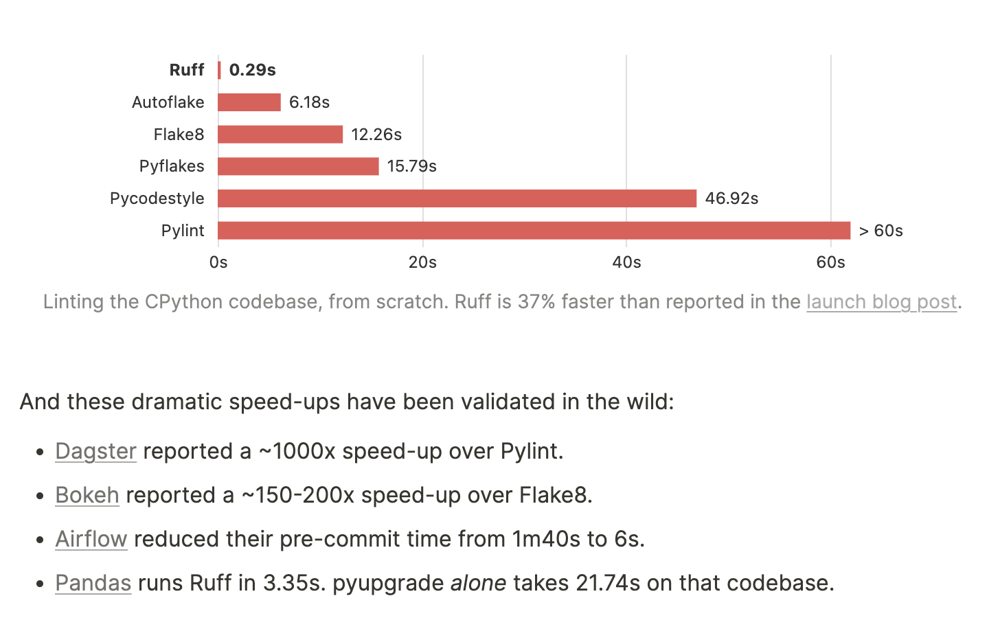 Ruff 0.29s
Autoflake 6.18s
Flake8 12.26s
Pyflakes 15.79s
Pycodestyle 46.92s
Pylint > 60s
0s 20s 40s 60s
Linting the CPython codebase, from scratch. Ruff is 37% faster than reported in the launch blog post.
And these dramatic speed-ups have been validated in the wild:
• Dagster reported a ~1000x speed-up over Pylint.
• Bokeh reported a ~150-200x speed-up over Flake8.
• Airflow reduced their pre-commit time from 1m40s to 6s.
• Pandas runs Ruff in 3.35s. pyupgrade alone takes 21.74s on that codebase.